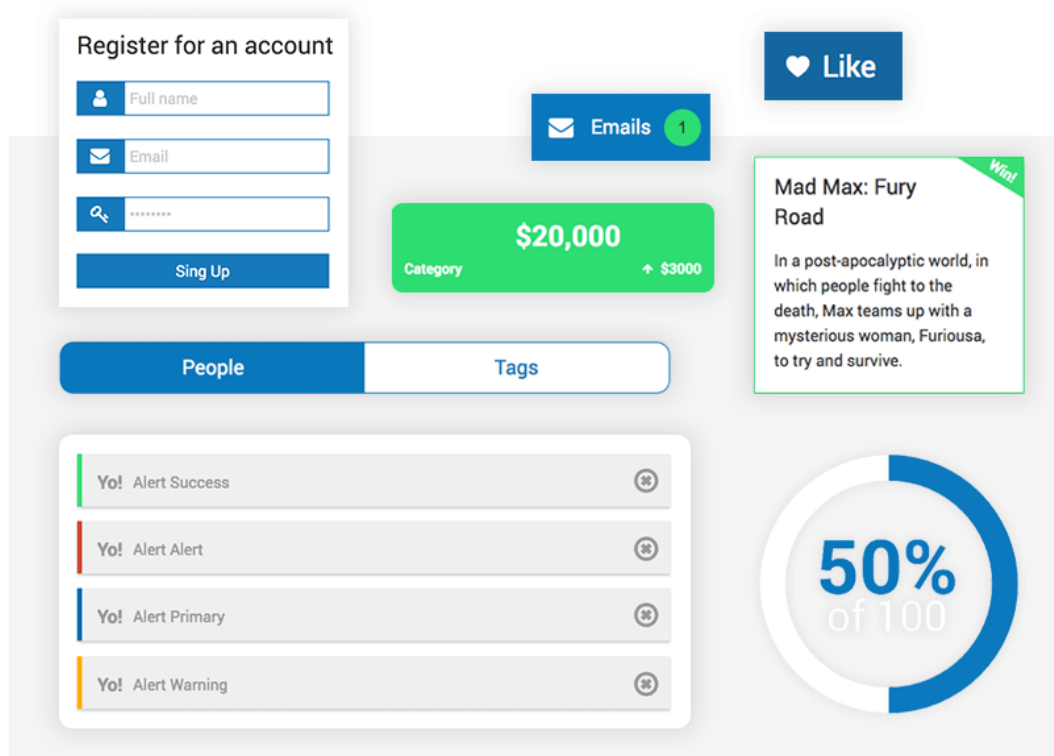 Register for an account
Full name
Email
••••••••
Sing Up
Emails 1
Like
$20,000
Category
$3000
Win!
Mad Max: Fury
Road
In a post-apocalyptic world, in
which people fight to the
death, Max teams up with a
mysterious woman, Furiousa,
to try and survive.
People
Tags
Yo! Alert Success
Yo! Alert Alert
Yo! Alert Primary
Yo! Alert Warning
50%
of 100